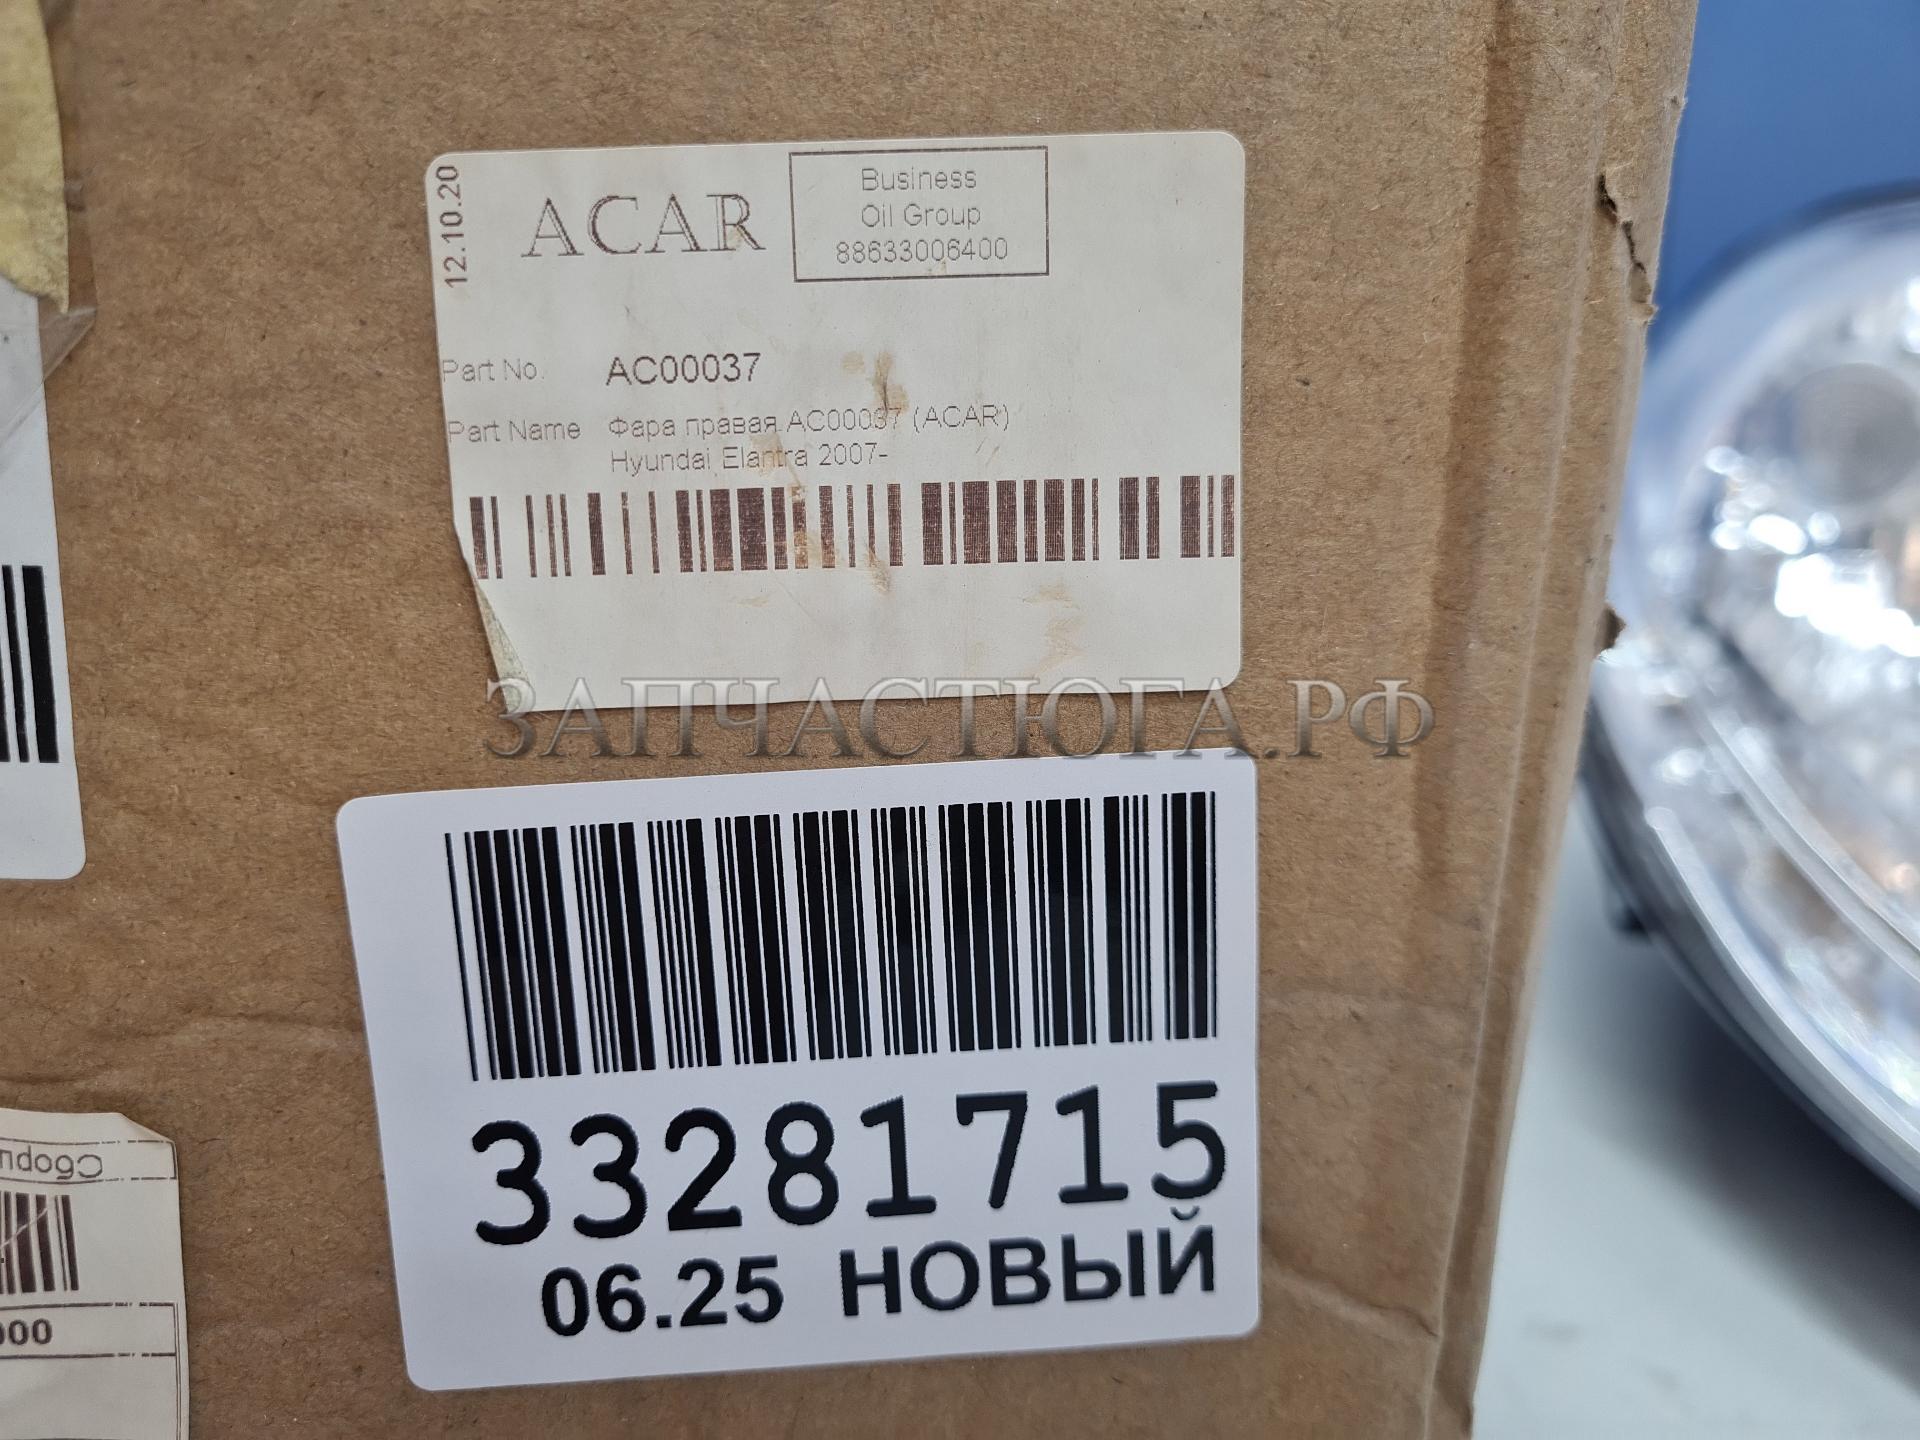 12.10.20
ACAR
Business
Oil Group
88633006400
Part No. AC00037
Part Name Фара правая AC00037 (ACAR)
Hyundai Elantra 2007-
ЗАПЧАСТЮГА.РФ
33281715
06.25 НОВЫЙ
000